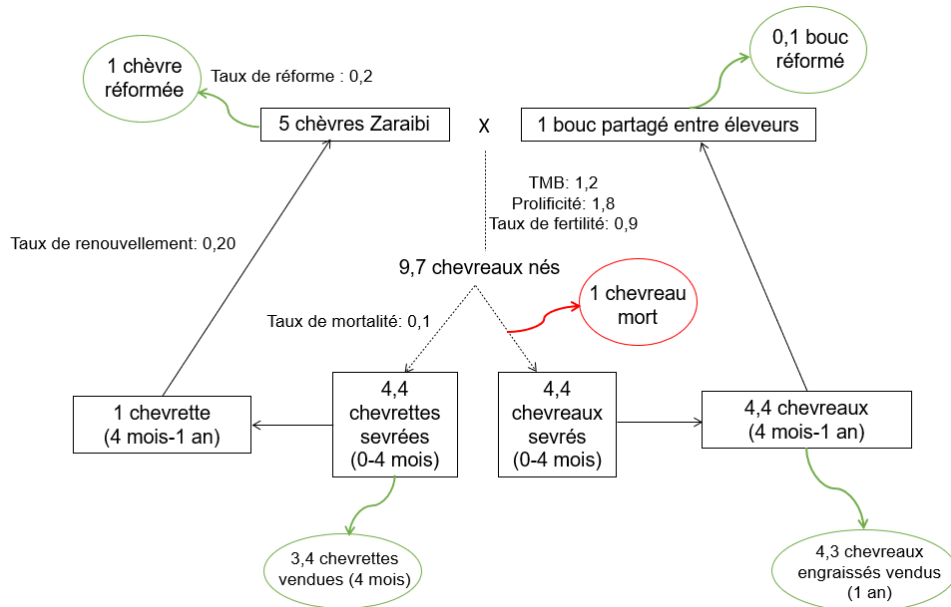 0,1 bouc
réformé
1 chèvre
réformée
Taux de réforme : 0,2
5 chèvres Zaraibi
X
1 bouc partagé entre éleveurs
TMB: 1,2
Prolificité: 1,8
Taux de fertilité: 0,9
Taux de renouvellement: 0,20
9,7 chevreaux nés
1 chevreau
mort
Taux de mortalité: 0,1
1 chevrette
(4 mois-1 an)
4,4
chevrettes
sevrées
(0-4 mois)
4,4
chevreaux
sevrés
(0-4 mois)
4,4 chevreaux
(4 mois-1 an)
3,4 chevrettes
vendues (4 mois)
4,3 chevreaux
engraissés vendus
(1 an)